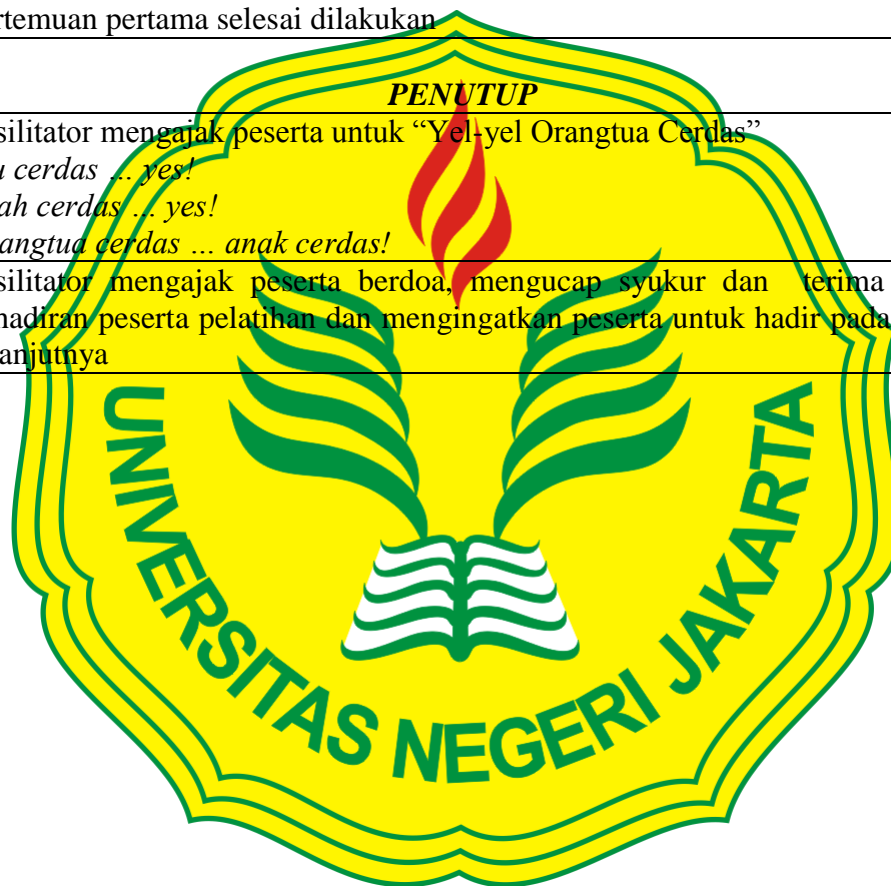 rtemuan pertama selesai dilakukan
PENUTUP
silitator mengajak peserta untuk “Yel-yel Orangtua Cerdas”
u cerdas ... yes!
ah cerdas ... yes!
angtua cerdas ... anak cerdas!
silitator mengajak peserta berdoa, mengucap syukur dan terima
hadiran peserta pelatihan dan mengingatkan peserta untuk hadir pada
anjutnya
UNIVERSITAS NEGERI JAKARTA